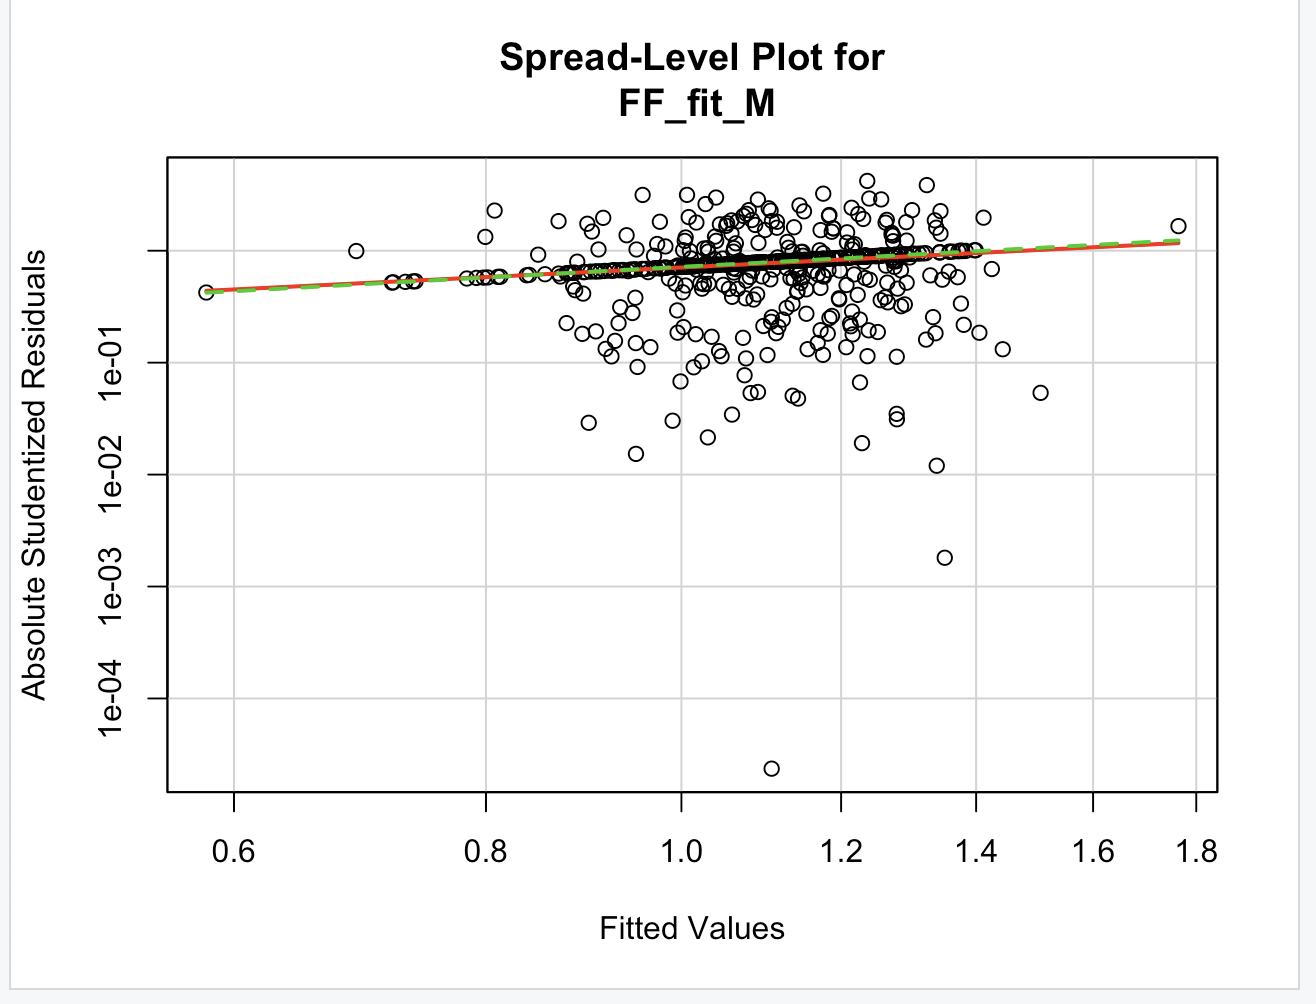 Spread-Level Plot for
FF_fit_M
Absolute Studentized Residuals
1e-01
1e-02
1e-03
1e-04
0.6 0.8 1.0 1.2 1.4 1.6 1.8
Fitted Values